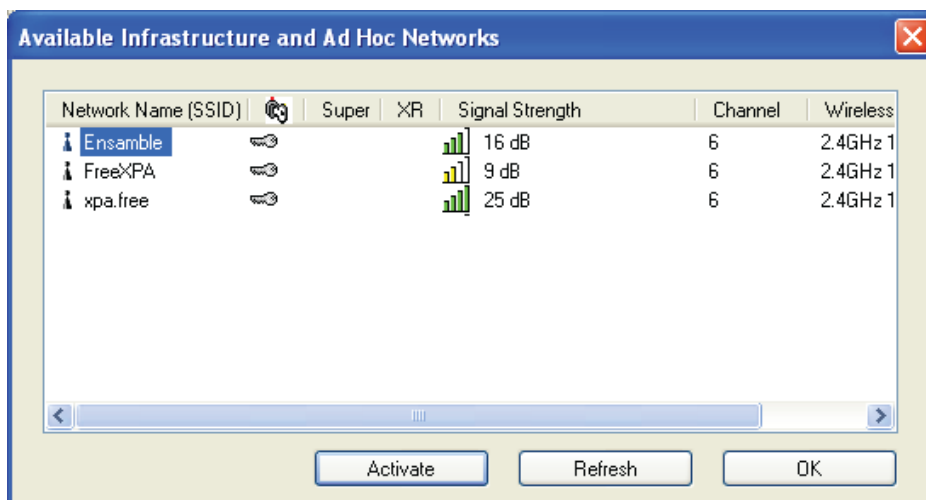 Available Infrastructure and Ad Hoc Networks
Network Name (SSID) Super XR Signal Strength Channel Wireless
Ensamble 16 dB 6 2.4GHz 1
FreeXPA 9 dB 6 2.4GHz 1
xpa.free 25 dB 6 2.4GHz 1
Activate Refresh OK